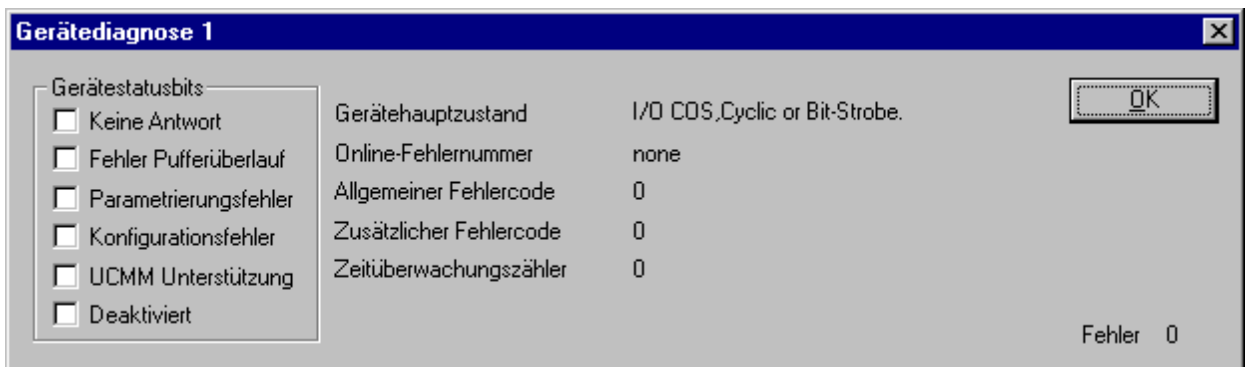 Gerätediagnose 1
Gerätestatusbits
Keine Antwort
Fehler Pufferüberlauf
Parametrierungsfehler
Konfigurationsfehler
UCMM Unterstützung
Deaktiviert
Gerätehauptzustand I/O COS,Cyclic or Bit-Strobe.
Online-Fehlernummer none
Allgemeiner Fehlercode 0
Zusätzlicher Fehlercode 0
Zeitüberwachungszähler 0
OK
Fehler 0